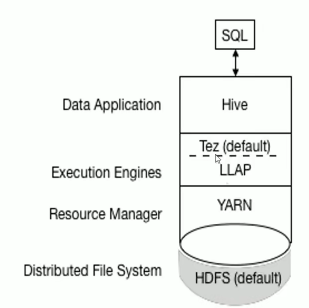 SQL
Data Application
Hive
Tez (default)
Execution Engines
LLAP
Resource Manager
YARN
Distributed File System
HDFS (default)